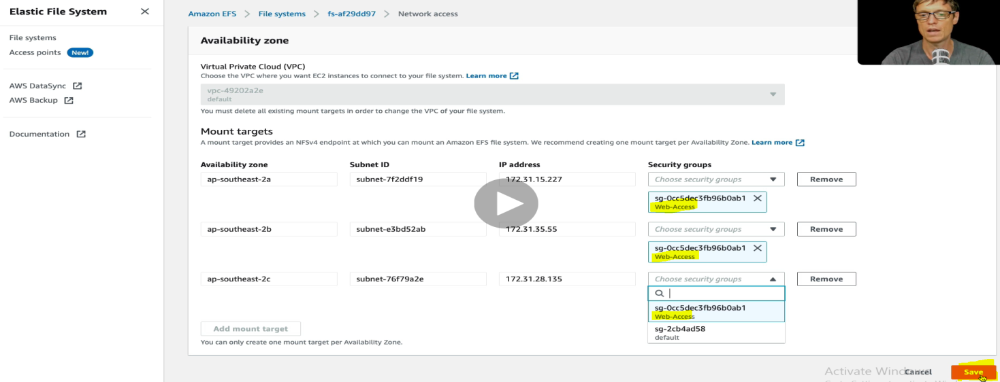 Elastic File System
File systems
Access points New!
AWS DataSync
AWS Backup
Documentation
Amazon EFS > File systems > fs-af29dd97 > Network access
Availability zone
Virtual Private Cloud (VPC)
Choose the VPC where you want EC2 instances to connect to your file system. Learn more
vpc-49202a2e
default
You must delete all existing mount targets in order to change the VPC of your file system.
Mount targets
A mount target provides an NFSv4 endpoint at which you can mount an Amazon EFS file system. We recommend creating one mount target per Availability Zone. Learn more
Availability zone Subnet ID IP address Security groups
ap-southeast-2a subnet-7f2ddf19 172.31.15.227 Choose security groups Remove
sg-0cc5dec3fb96b0ab1
Web-Access
ap-southeast-2b subnet-e3bd52ab 172.31.35.55 Choose security groups Remove
sg-0cc5dec3fb96b0ab1
Web-Access
ap-southeast-2c subnet-76f79a2e 172.31.28.135 Choose security groups Remove
sg-0cc5dec3fb96b0ab1
Web-Access
sg-2cb4ad58
default
Add mount target
You can only create one mount target per Availability Zone.
Activate Windows
Cancel Save